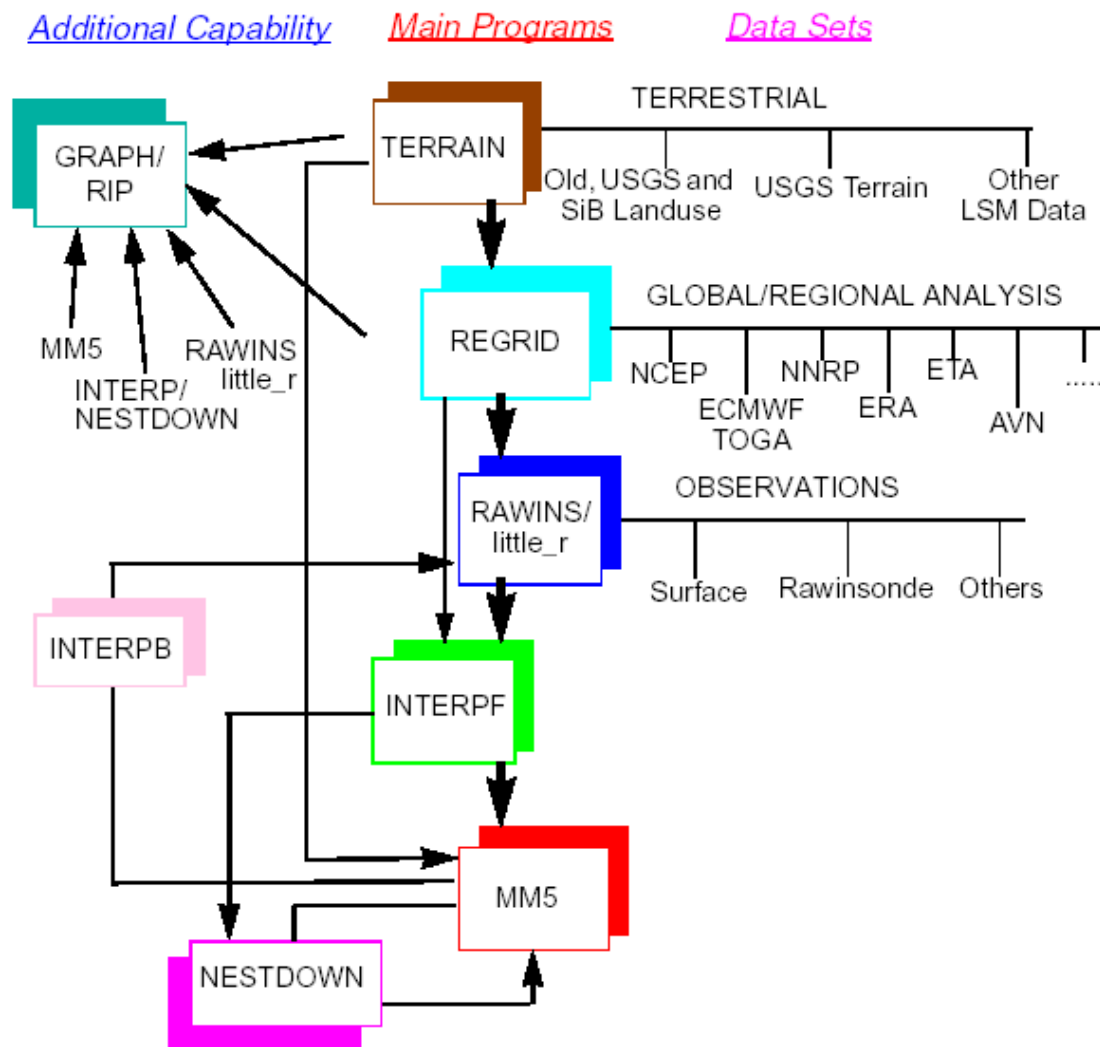 Additional Capability
Main Programs
Data Sets
TERRESTRIAL
TERRAIN
GRAPH/
RIP
Old, USGS and
SiB Landuse
USGS Terrain
Other
LSM Data
GLOBAL/REGIONAL ANALYSIS
REGRID
MM5
INTERP/
NESTDOWN
RAWINS
little_r
NCEP
ECMWF
TOGA
NNRP
ERA
ETA
AVN
.....
OBSERVATIONS
RAWINS/
little_r
Surface
Rawinsonde
Others
INTERPB
INTERPF
MM5
NESTDOWN